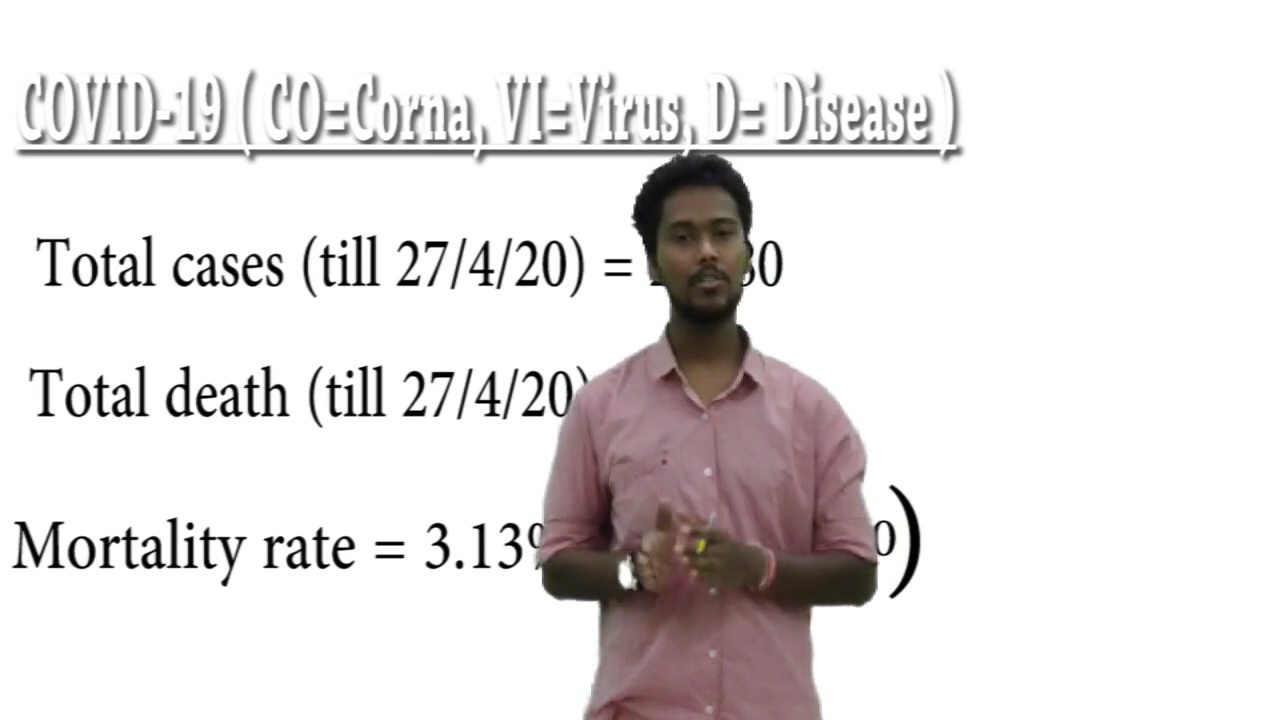 COVID-19 ( CO=Corna, VI=Virus, D= Disease )
Total cases (till 27/4/20) =
Total death (till 27/4/20)
Mortality rate = 3.13%